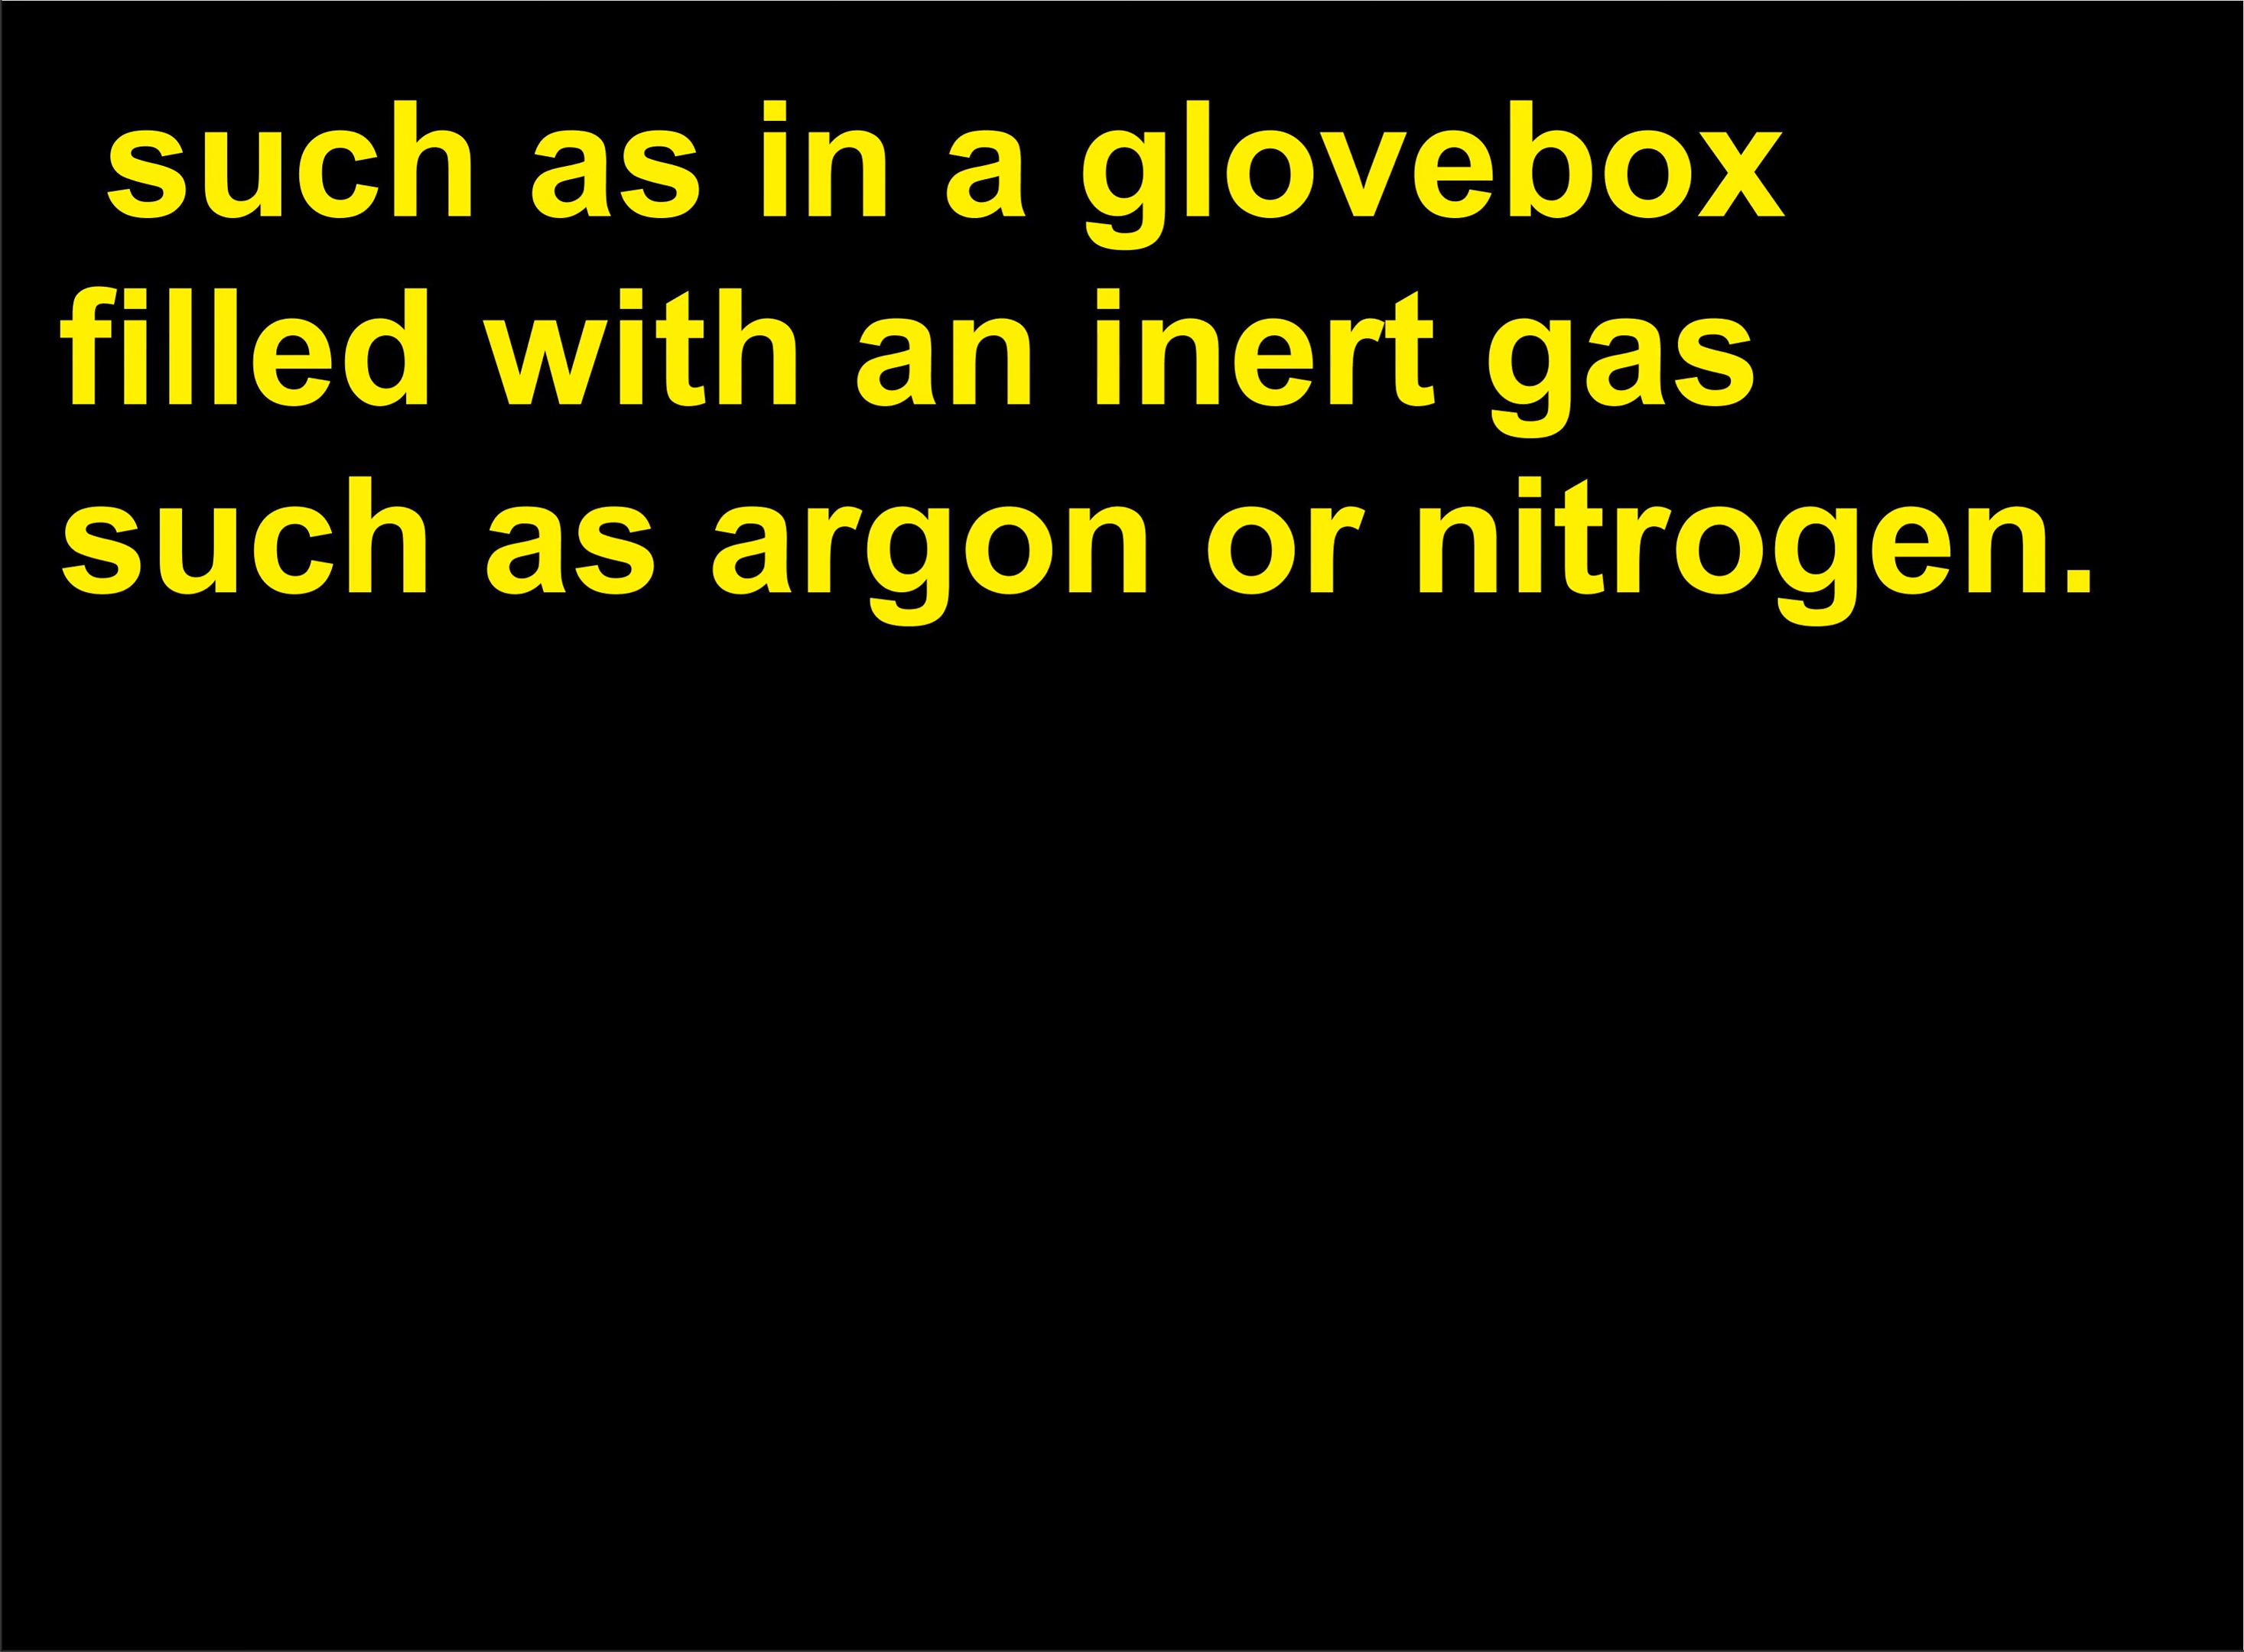 such as in a glovebox
filled with an inert gas
such as argon or nitrogen.